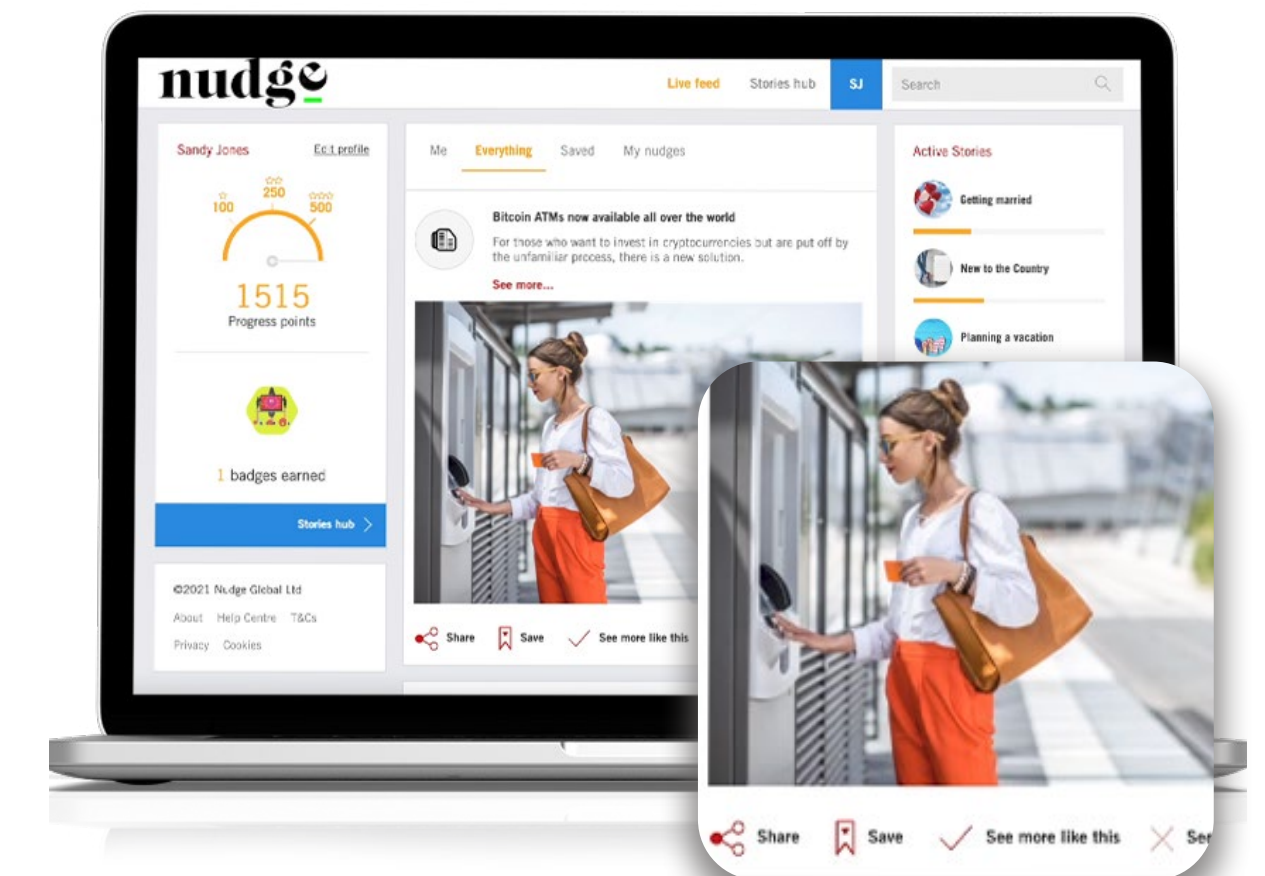 nudge
Live feed
Stories hub
SJ
Search
Sandy Jones
Edit profile
100
250
500
1515
Progress points
1 badges earned
Stories hub
©2021 Nudge Global Ltd
About Help Centre T&Cs
Privacy Cookies
Me Everything Saved My nudges
Bitcoin ATMs now available all over the world
For those who want to invest in cryptocurrencies but are put off by
the unfamiliar process, there is a new solution.
See more...
Share Save See more like this
Active Stories
Getting married
New to the Country
Planning a vacation
Share Save See more like this